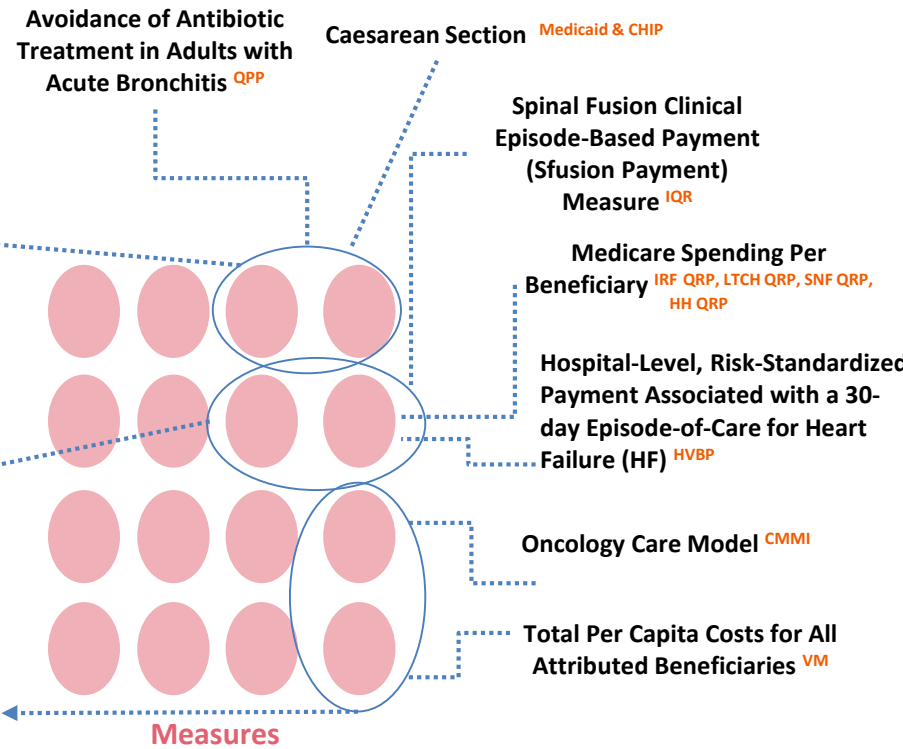 Avoidance of Antibiotic
Treatment in Adults with
Acute Bronchitis QPP
Caesarean Section Medicaid & CHIP
Spinal Fusion Clinical
Episode-Based Payment
(Sfusion Payment)
Measure IQR
Medicare Spending Per
Beneficiary IRF QRP, LTCH QRP, SNF QRP,
HH QRP
Hospital-Level, Risk-Standardized
Payment Associated with a 30-
day Episode-of-Care for Heart
Failure (HF) HVBP
Oncology Care Model CMMI
Total Per Capita Costs for All
Attributed Beneficiaries VM
Measures